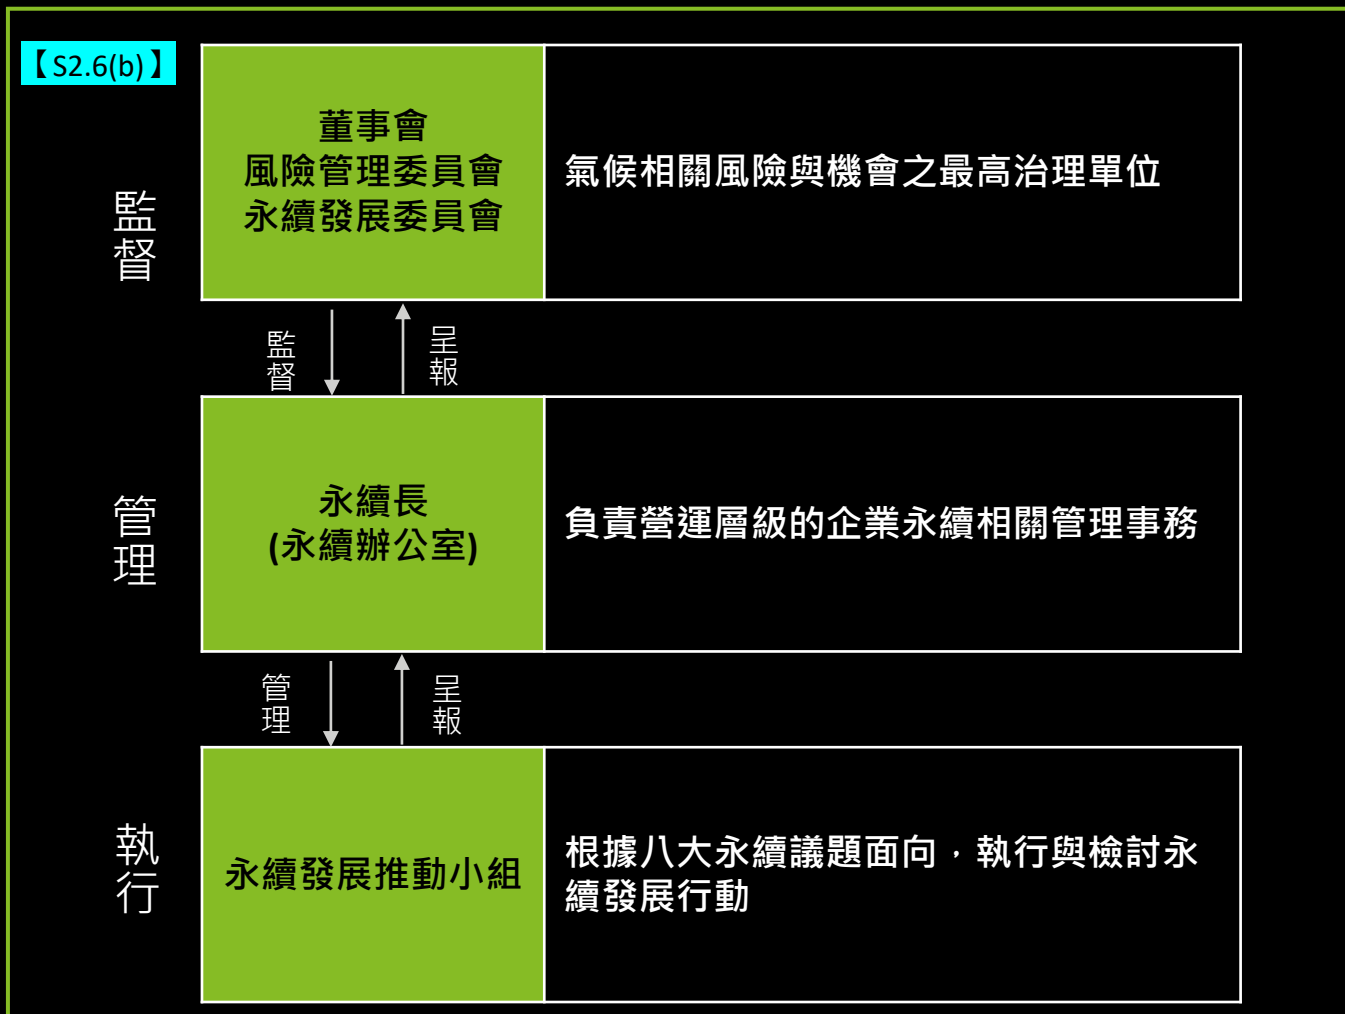 【S2.6(b)】
監督
董事會
風險管理委員會
永續發展委員會
氣候相關風險與機會之最高治理單位
監督
呈報
管理
永續長
(永續辦公室)
負責營運層級的企業永續相關管理事務
管理
呈報
執行
永續發展推動小組
根據八大永續議題面向，執行與檢討永
續發展行動